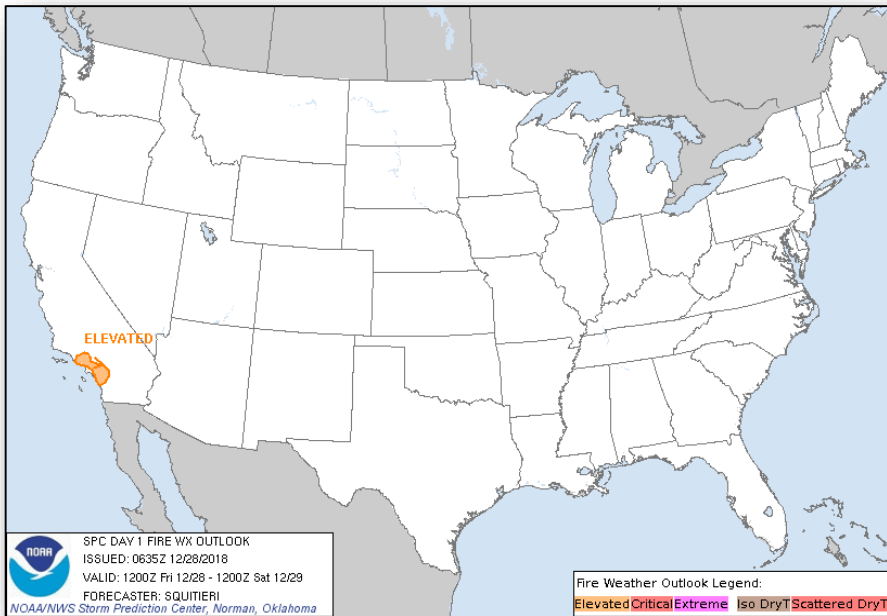 ELEVATED
NOAA
SPC DAY 1 FIRE WX OUTLOOK
ISSUED: 0635Z 12/28/2018
VALID: 1200Z Fri 12/28 - 1200Z Sat 12/29
FORECASTER: SQUITIERI
NOAA/NWS Storm Prediction Center, Norman, Oklahoma
Fire Weather Outlook Legend:
Elevated Critical Extreme Iso DryT Scattered DryT